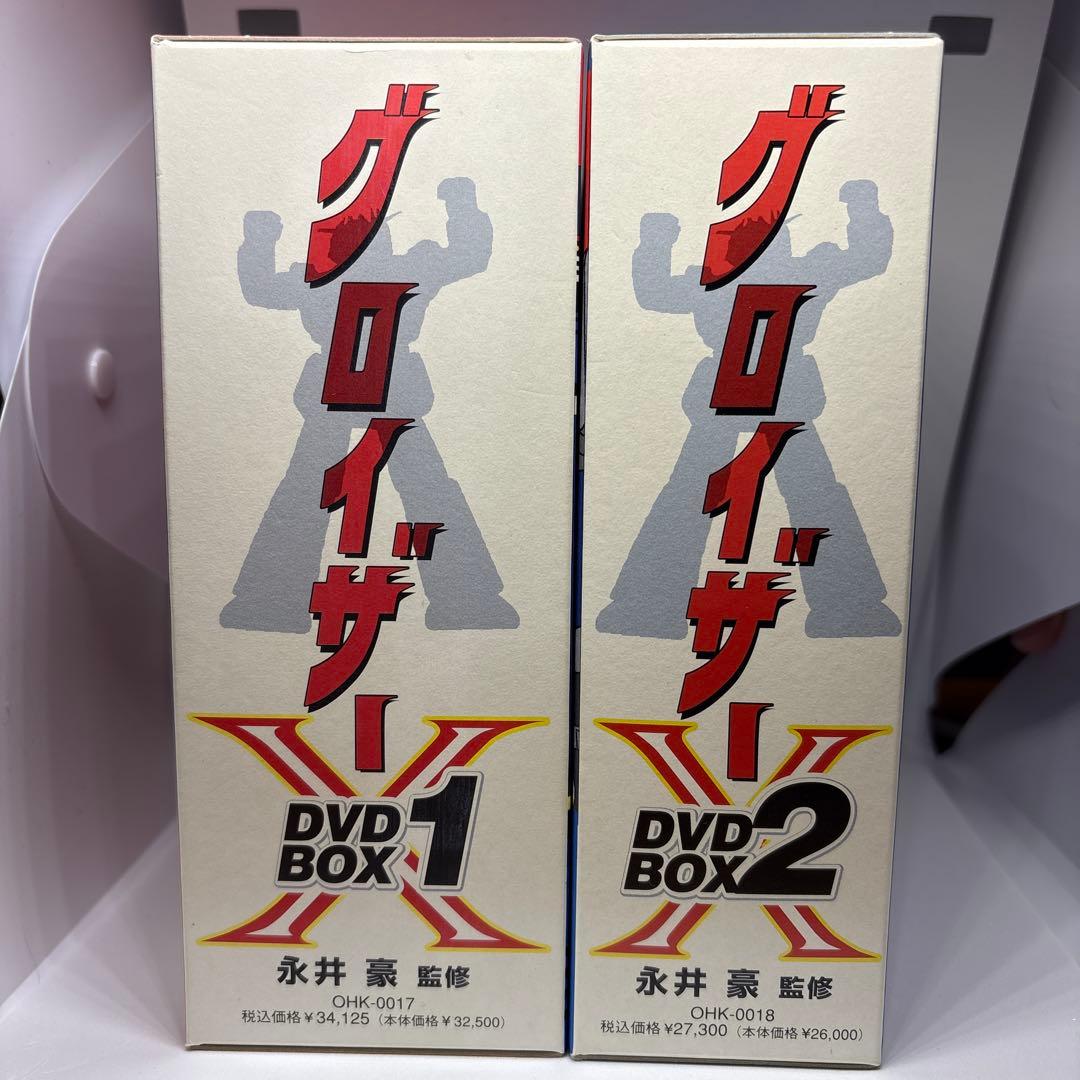 グロイザー
X
DVD
BOX 1
永井 豪 監修
OHK-0017
税込価格￥34,125（本体価格￥32,500）
グロイザー
X
DVD
BOX 2
永井 豪 監修
OHK-0018
税込価格￥27,300（本体価格￥26,000）